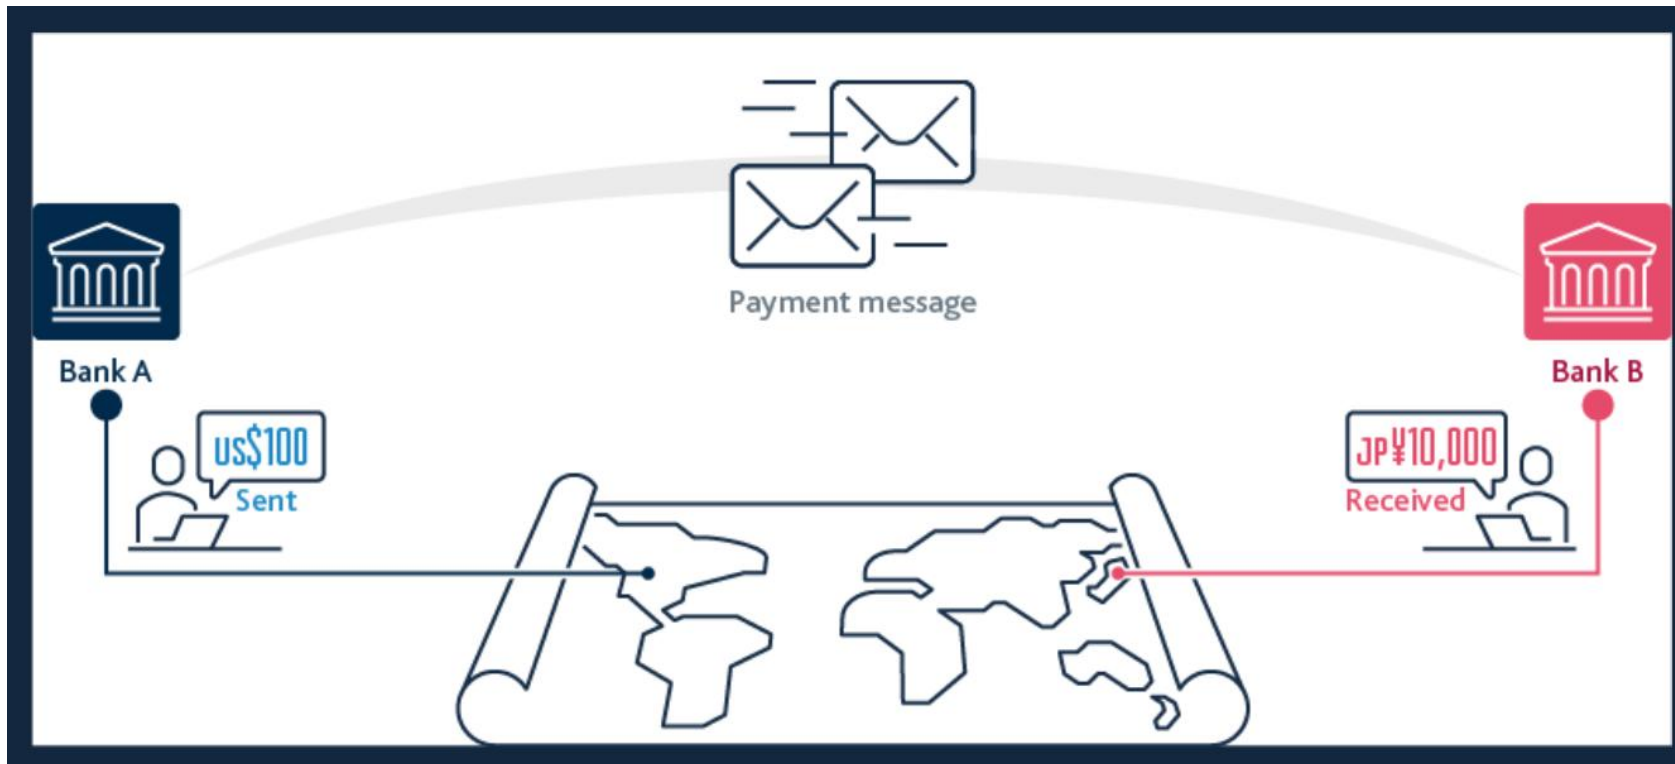 Payment message
Bank A
Bank B
US$100
Sent
JP¥10,000
Received